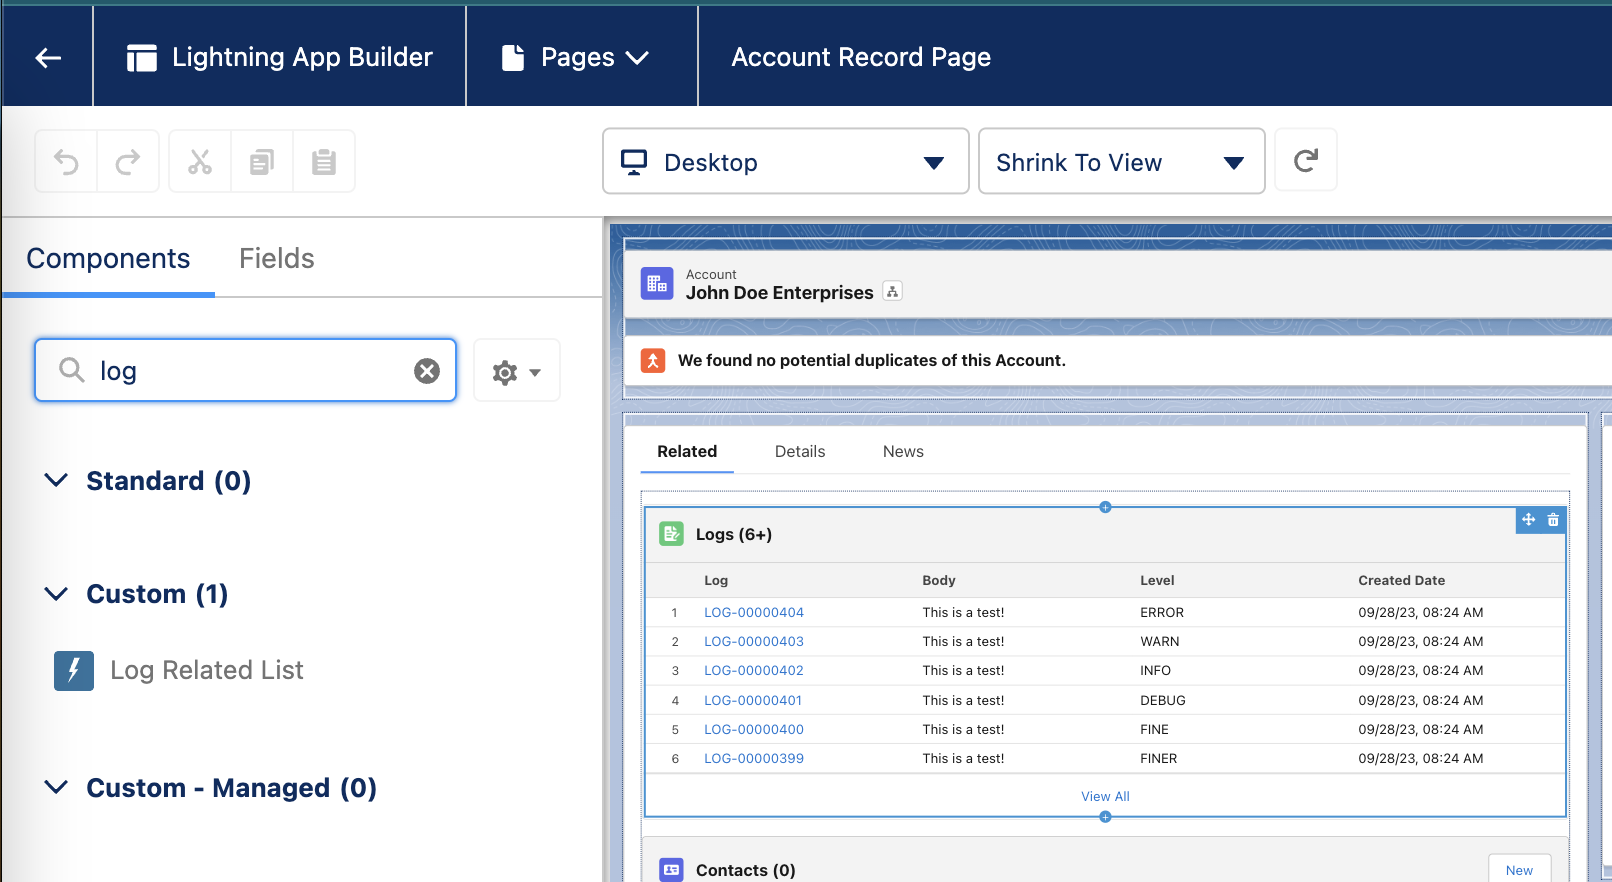 Lightning App Builder
Pages
Account Record Page
Desktop
Shrink To View
Components
Fields
log
Standard (0)
Custom (1)
Log Related List
Custom - Managed (0)
Account
John Doe Enterprises
We found no potential duplicates of this Account.
Related Details News
Logs (6+)
Log Body Level Created Date
1 LOG-00000404 This is a test! ERROR 09/28/23, 08:24 AM
2 LOG-00000403 This is a test! WARN 09/28/23, 08:24 AM
3 LOG-00000402 This is a test! INFO 09/28/23, 08:24 AM
4 LOG-00000401 This is a test! DEBUG 09/28/23, 08:24 AM
5 LOG-00000400 This is a test! FINE 09/28/23, 08:24 AM
6 LOG-00000399 This is a test! FINER 09/28/23, 08:24 AM
View All
Contacts (0)
New